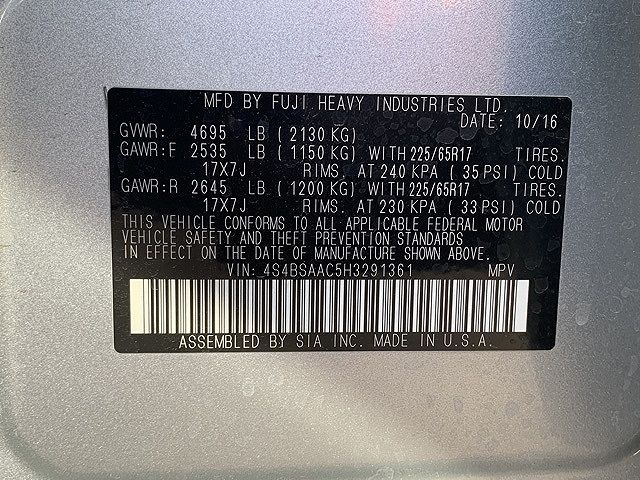 MFD BY FUJI HEAVY INDUSTRIES LTD.
DATE: 10/16
GVWR: 4695 LB ( 2130 KG)
GAWR:F 2535 LB ( 1150 KG) WITH 225/65R17 TIRES.
17X7J RIMS. AT 240 KPA ( 35 PSI) COLD
GAWR:R 2645 LB ( 1200 KG) WITH 225/65R17 TIRES.
17X7J RIMS. AT 230 KPA ( 33 PSI) COLD
THIS VEHICLE CONFORMS TO ALL APPLICABLE FEDERAL MOTOR
VEHICLE SAFETY AND THEFT PREVENTION STANDARDS
IN EFFECT ON THE DATE OF MANUFACTURE SHOWN ABOVE.
VIN: 4S4BSAAC5H3291361 MPV
ASSEMBLED BY SIA INC. MADE IN U.S.A.